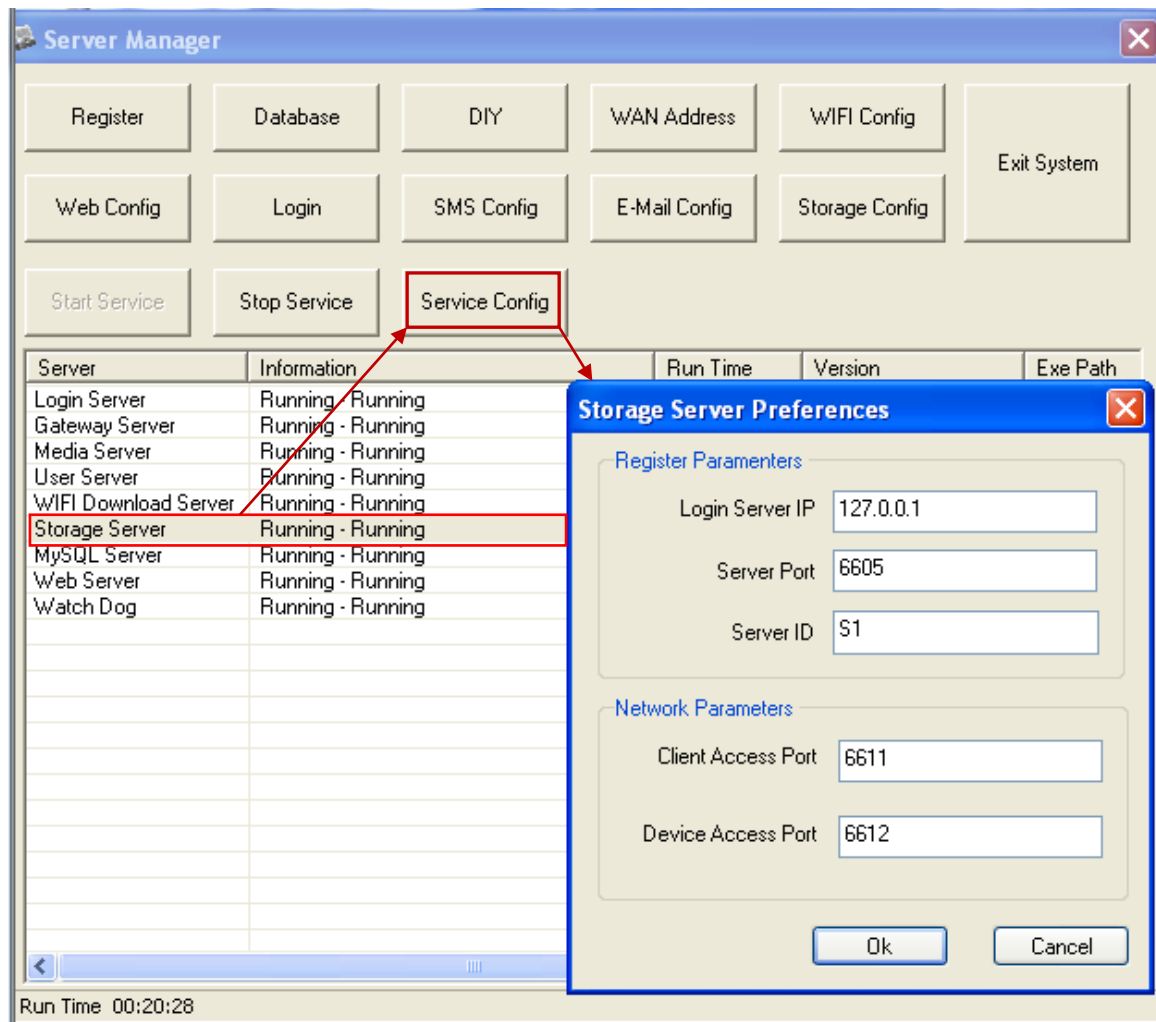 Server Manager
Register Database DIY WAN Address WIFI Config
Exit System
Web Config Login SMS Config E-Mail Config Storage Config
Start Service Stop Service Service Config
Server Information Run Time Version Exe Path
Login Server Running - Running
Gateway Server Running - Running
Media Server Running - Running
User Server Running - Running
WIFI Download Server Running - Running
Storage Server Running - Running
MySQL Server Running - Running
Web Server Running - Running
Watch Dog Running - Running
Storage Server Preferences
Register Paramenters
Login Server IP 127.0.0.1
Server Port 6605
Server ID S1
Network Parameters
Client Access Port 6611
Device Access Port 6612
Ok Cancel
Run Time 00:20:28